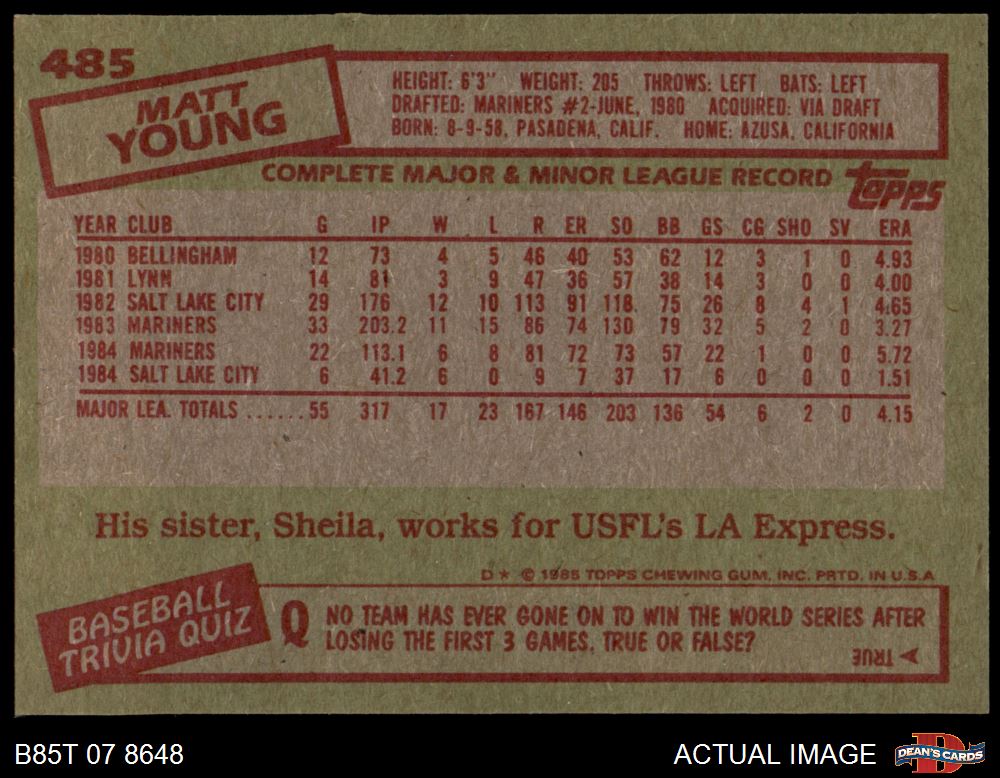 485
MATT
YOUNG
HEIGHT: 6'3" WEIGHT: 205 THROWS: LEFT BATS: LEFT
DRAFTED: MARINERS #2-JUNE, 1980 ACQUIRED: VIA DRAFT
BORN: 8-9-58, PASADENA, CALIF. HOME: AZUSA, CALIFORNIA
COMPLETE MAJOR & MINOR LEAGUE RECORD topps
YEAR CLUB G IP W L R ER SO BB GS CG SHO SV ERA
1980 BELLINGHAM 12 73 4 5 46 40 53 62 12 3 1 0 4.93
1981 LYNN 14 81 3 9 47 36 57 38 14 3 0 0 4.00
1982 SALT LAKE CITY 29 176 12 10 113 91 118 75 26 8 4 1 4.65
1983 MARINERS 33 203.2 11 15 86 74 130 79 32 5 2 0 3.27
1984 MARINERS 22 113.1 6 8 81 72 73 57 22 1 0 0 5.72
1984 SALT LAKE CITY 6 41.2 6 0 9 7 37 17 6 0 0 0 1.51
MAJOR LEA. TOTALS ......55 317 17 23 167 146 203 136 54 6 2 0 4.15
His sister, Sheila, works for USFL's LA Express.
D* © 1985 TOPPS CHEWING GUM, INC. PRTD. IN U.S.A
BASEBALL
TRIVIA QUIZ
Q NO TEAM HAS EVER GONE ON TO WIN THE WORLD SERIES AFTER
LOSING THE FIRST 3 GAMES. TRUE OR FALSE?
A TRUE
B85T 07 8648
ACTUAL IMAGE
DEAN'S CARDS